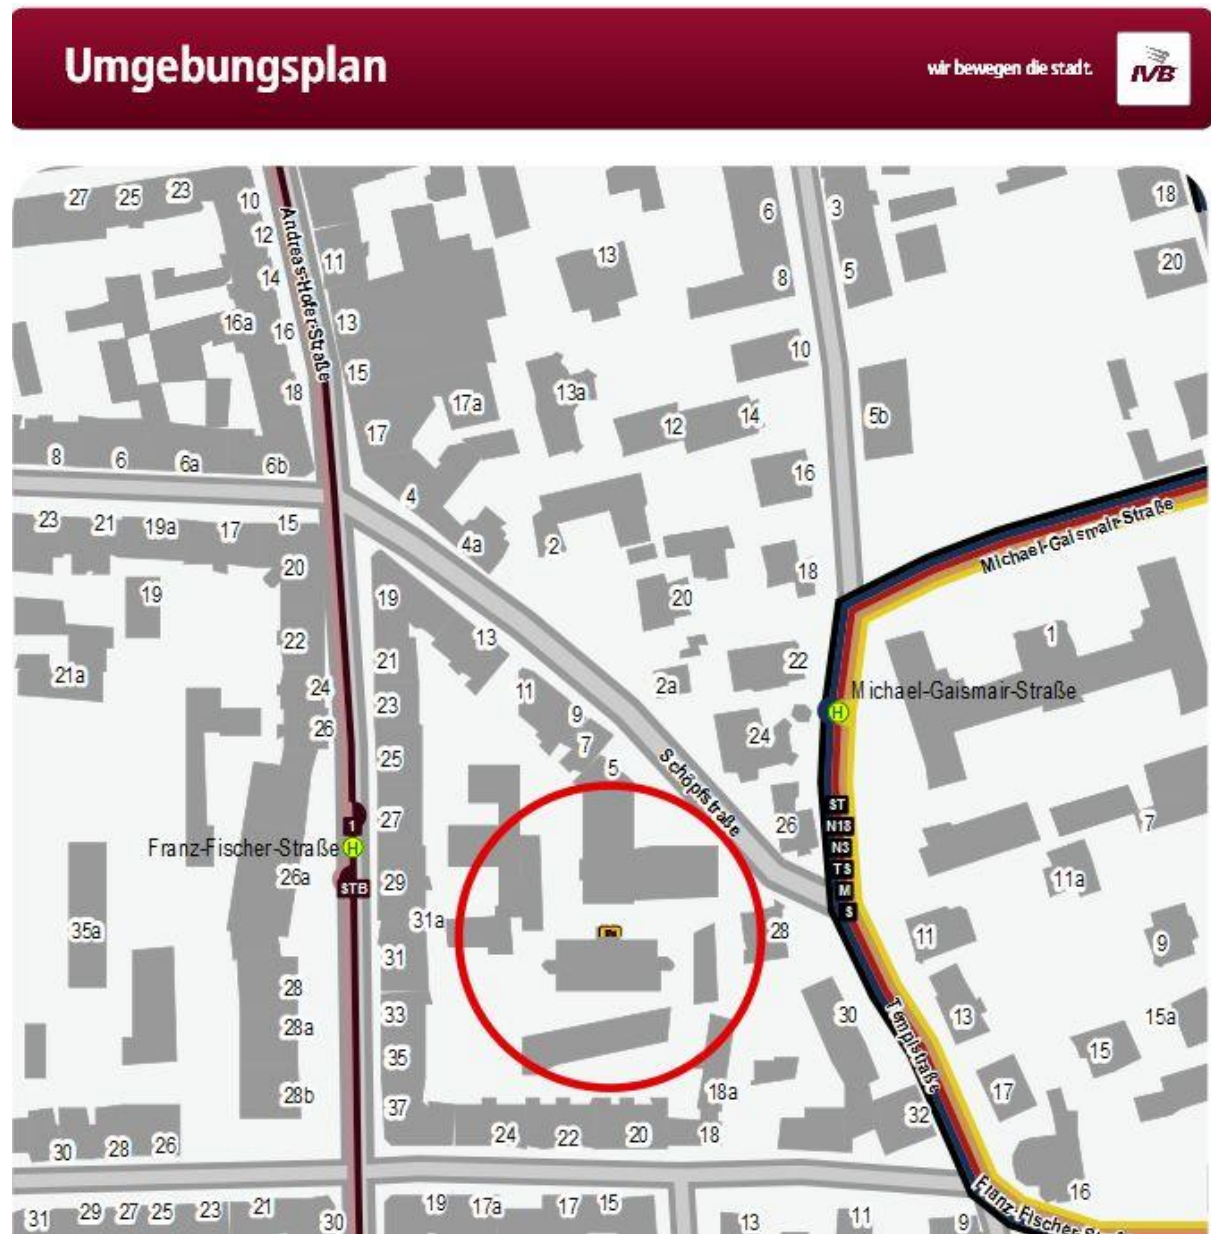 Umgebungsplan
wir bewegen die stadt.
IVB
27 25 23 10
6 3 18
12
13
11 5 20
14 8
16a 16 13
10
15
18 17a 13a
12 14 5b
17
8 6 6a 6b
16
4
23 21 19a 17 15
4a 2
20 18
19 19 20
22 13 1
21a 21 22
24 11 2a
23 9
26 7 24
25 5
27 26 7
26a 29 11a
31a
35a 28 11
31 9
28 33 30 13 15a
28a
35 15
28b 18a 17
37 32
30 28 26 24 22 20 18
16
31 29 27 25 23 21 30 19 17a 17 15 13 11 9
Andreas-Hofer-Straße
Michael-Gaismair-Straße
Michael-Gaismair-Straße
H
Schöpfstraße
ST
N18
N3
TS
M
S
1
Franz-Fischer-Straße
H
STB
Templstraße
Franz-Fischer-Straß